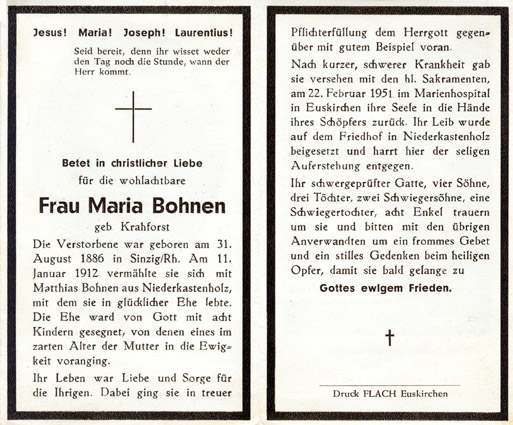 Jesus! Maria! Joseph! Laurentius!
Seid bereit, denn ihr wisset weder
den Tag noch die Stunde, wann der
Herr kommt.
Betet in christlicher Liebe
für die wohlachtbare
Frau Maria Bohnen
geb Krahforst
Die Verstorbene war geboren am 31.
August 1886 in Sinzig/Rh. Am 11.
Januar 1912 vermählte sie sich mit
Matthias Bohnen aus Niederkastenholz,
dem sie in glücklicher Ehe lebte.
Die Ehe ward von Gott mit acht
Kindern gesegnet, von denen eines im
zarten Alter der Mutter in die Ewig=
keit voranging.
Ihr Leben war Liebe und Sorge für
die Ihrigen. Dabei ging sie in treuer
Pflichterfüllung dem Herrgott gegen=
über mit gutem Beispiel voran.
Nach kurzer, schwerer Krankheit gab
sie versehen mit den hl. Sakramenten,
am 22. Februar 1951 im Marienhospital
in Euskirchen ihre Seele in die Hände
ihres Schöpfers zurück. Ihr Leib wurde
auf dem Friedhof in Niederkastenholz
beigesetzt und harrt hier der seligen
Auferstehung entgegen.
Ihr schwergeprüfter Gatte, vier Söhne,
drei Töchter, zwei Schwiegersöhne, eine
Schwiegertochter, acht Enkel trauern
um sie und bitten mit den übrigen
Anverwandten um ein frommes Gebet
und ein stilles Gedenken beim heiligen
Opfer, damit sie bald gelange zu
Gottes ewigem Frieden.
Druck FLACH Euskirchen